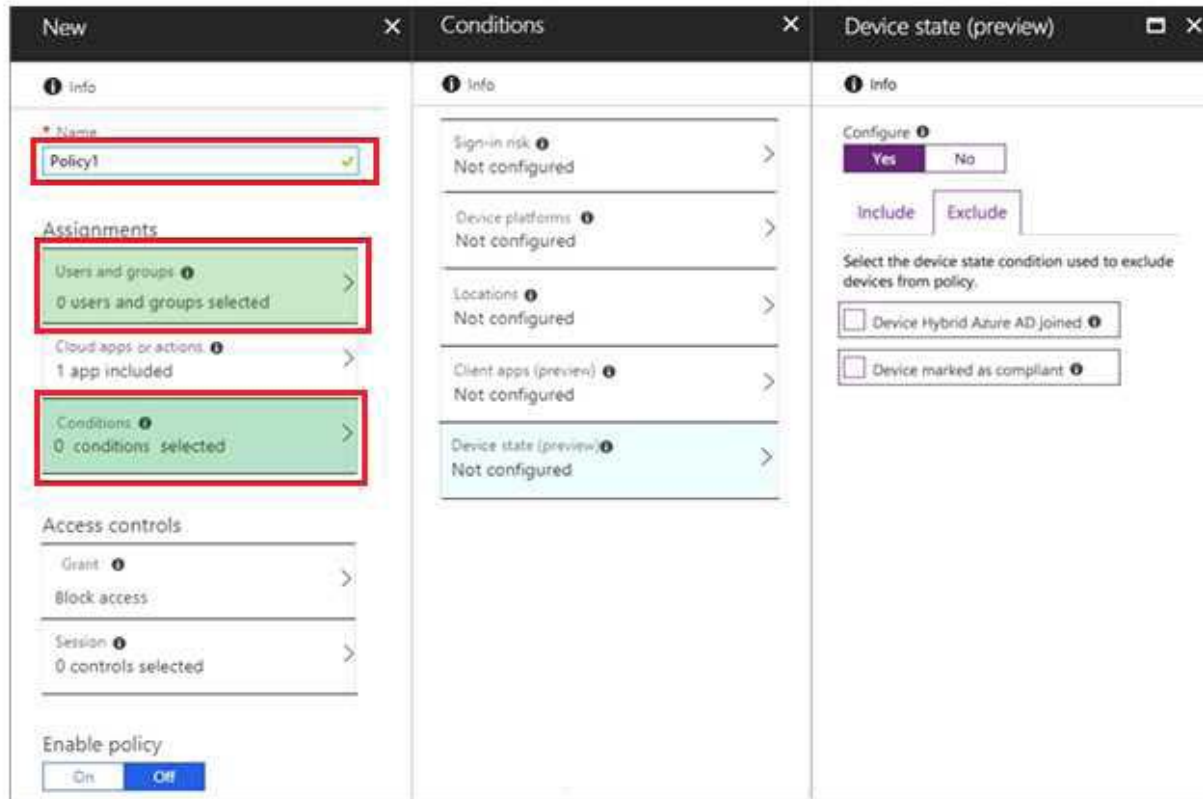 New
Info
* Name
Policy1
Assignments
Users and groups
0 users and groups selected
Cloud apps or actions
1 app included
Conditions
0 conditions selected
Access controls
Grant
Block access
Session
0 controls selected
Enable policy
On Off
Conditions
Info
Sign-in risk
Not configured
Device platforms
Not configured
Locations
Not configured
Client apps (preview)
Not configured
Device state (preview)
Not configured
Device state (preview)
Info
Configure
Yes No
Include Exclude
Select the device state condition used to exclude
devices from policy.
Device Hybrid Azure AD joined
Device marked as compliant